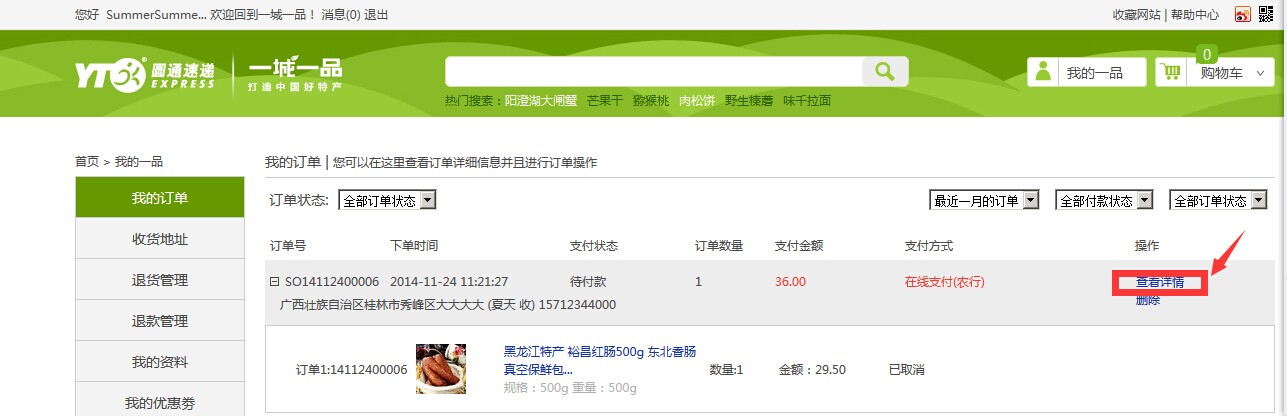 您好 SummerSumme... 欢迎回到一城一品！ 消息(0) 退出 收藏网站 | 帮助中心
YTO 圆通速递 EXPRESS 一城一品 打造中国好特产
我的一品 0 购物车
热门搜索：阳澄湖大闸蟹 芒果干 猕猴桃 肉松饼 野生榛蘑 味千拉面
首页 > 我的一品
我的订单 | 您可以在这里查看订单详细信息并且进行订单操作
我的订单
收货地址
退货管理
退款管理
我的资料
我的优惠券
订单状态: 全部订单状态 最近一月的订单 全部付款状态 全部订单状态
订单号 下单时间 支付状态 订单数量 支付金额 支付方式 操作
SO14112400006 2014-11-24 11:21:27 待付款 1 36.00 在线支付(农行) 查看详情
广西壮族自治区桂林市秀峰区大大大大 (夏天 收) 15712344000 删除
订单1:14112400006 黑龙江特产 裕昌红肠500g 东北香肠
真空保鲜包... 数量:1 金额：29.50 已取消
规格：500g 重量：500g